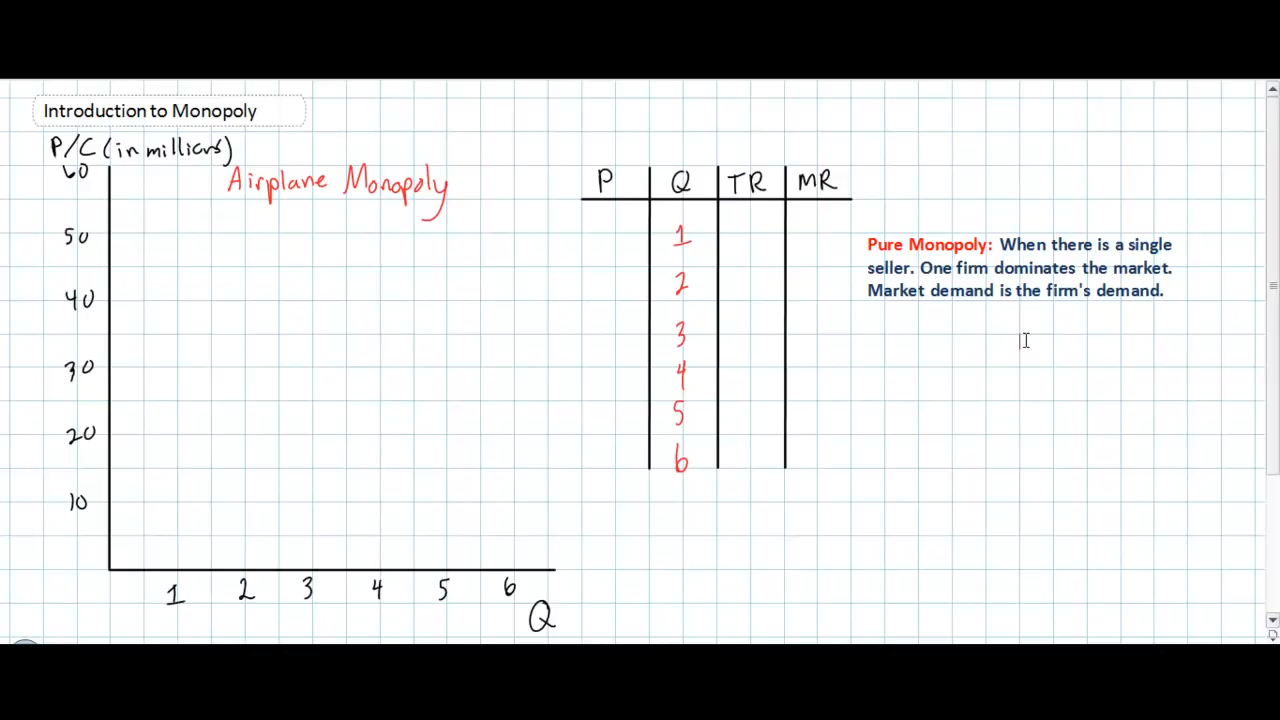 Introduction to Monopoly
P/C (in millions)
Airplane Monopoly
60
50
40
30
20
10
1 2 3 4 5 6
Q
P Q TR MR
1
2
3
4
5
6
Pure Monopoly: When there is a single
seller. One firm dominates the market.
Market demand is the firm's demand.